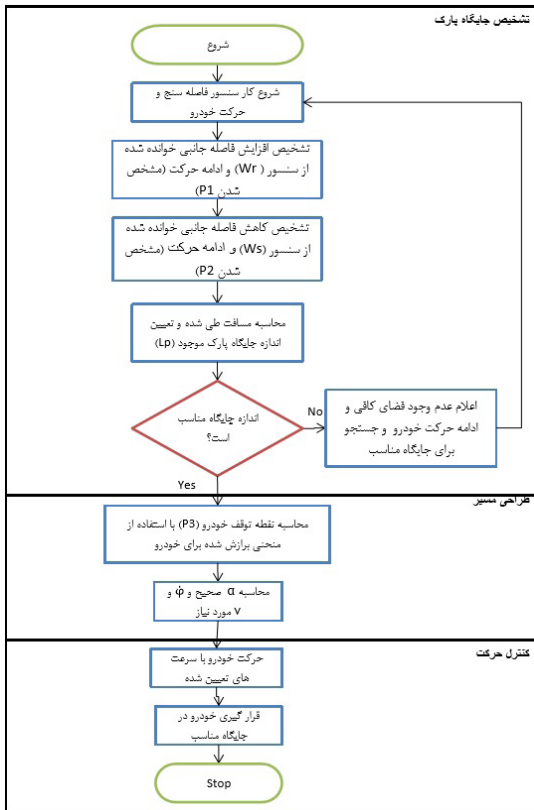 تشخیص جایگاه پارک
شروع
شروع کار سنسور فاصله سنج و
حرکت خودرو
تشخیص افزایش فاصله جانبی خوانده شده
از سنسور (Wr) و ادامه حرکت (مشخص
شدن P1)
تشخیص کاهش فاصله جانبی خوانده شده
از سنسور (Ws) و ادامه حرکت (مشخص
شدن P2)
محاسبه مسافت طی شده و تعیین
اندازه جایگاه پارک موجود (Lp)
اندازه جایگاه مناسب
است؟
No
اعلام عدم وجود فضای کافی و
ادامه حرکت خودرو و جستجو
برای جایگاه مناسب
Yes
طراحی مسیر
محاسبه نقطه توقف خودرو (P3) با استفاده از
منحنی برازش شده برای خودرو
محاسبه α صحیح و φ̇ و
v مورد نیاز
کنترل حرکت
حرکت خودرو با سرعت
های تعیین شده
قرار گیری خودرو در
جایگاه مناسب
Stop